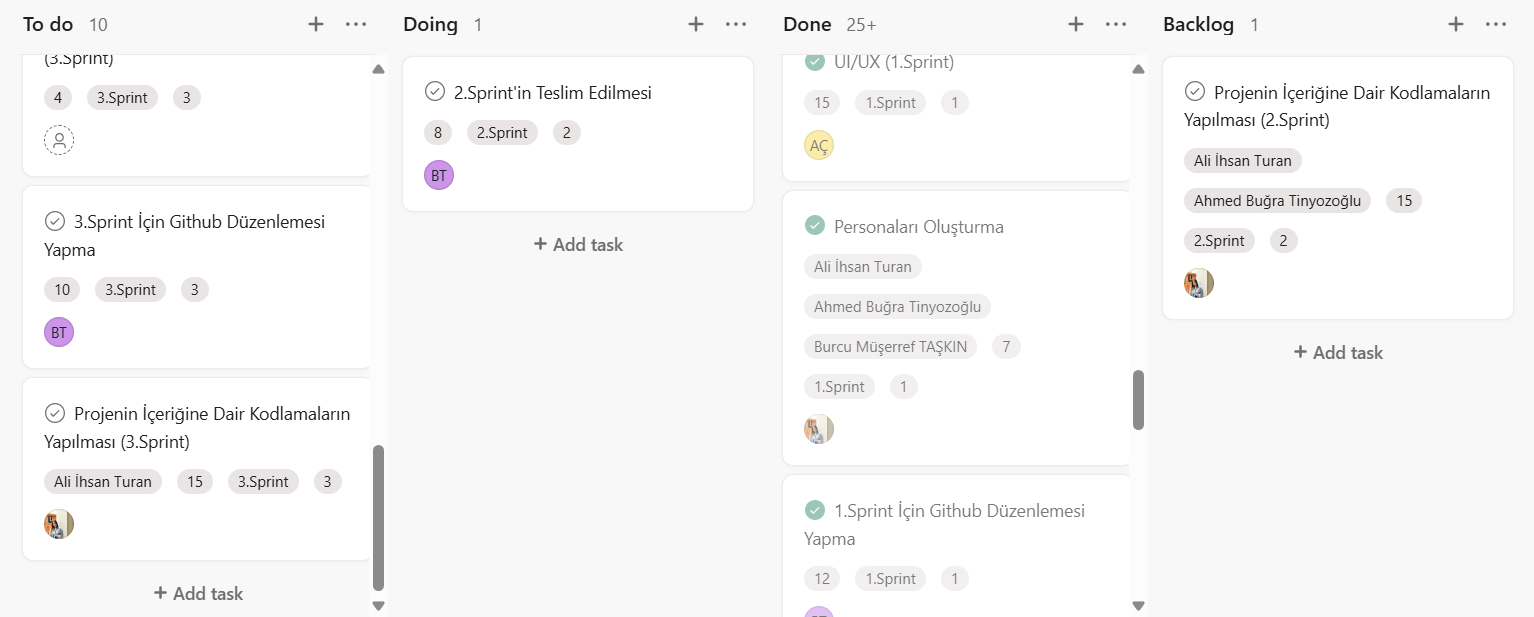 To do 10
(3.Sprint)
4 3.Sprint 3
3.Sprint İçin Github Düzenlemesi
Yapma
10 3.Sprint 3
BT
Projenin İçeriğine Dair Kodlamaların
Yapılması (3.Sprint)
Ali İhsan Turan 15 3.Sprint 3
+ Add task
Doing 1
2.Sprint'in Teslim Edilmesi
8 2.Sprint 2
BT
+ Add task
Done 25+
UI/UX (1.Sprint)
15 1.Sprint 1
AÇ
Personaları Oluşturma
Ali İhsan Turan
Ahmed Buğra Tinyozoğlu
Burcu Müşerref TAŞKIN 7
1.Sprint 1
1.Sprint İçin Github Düzenlemesi
Yapma
12 1.Sprint 1
Backlog 1
Projenin İçeriğine Dair Kodlamaların
Yapılması (2.Sprint)
Ali İhsan Turan
Ahmed Buğra Tinyozoğlu 15
2.Sprint 2
+ Add task